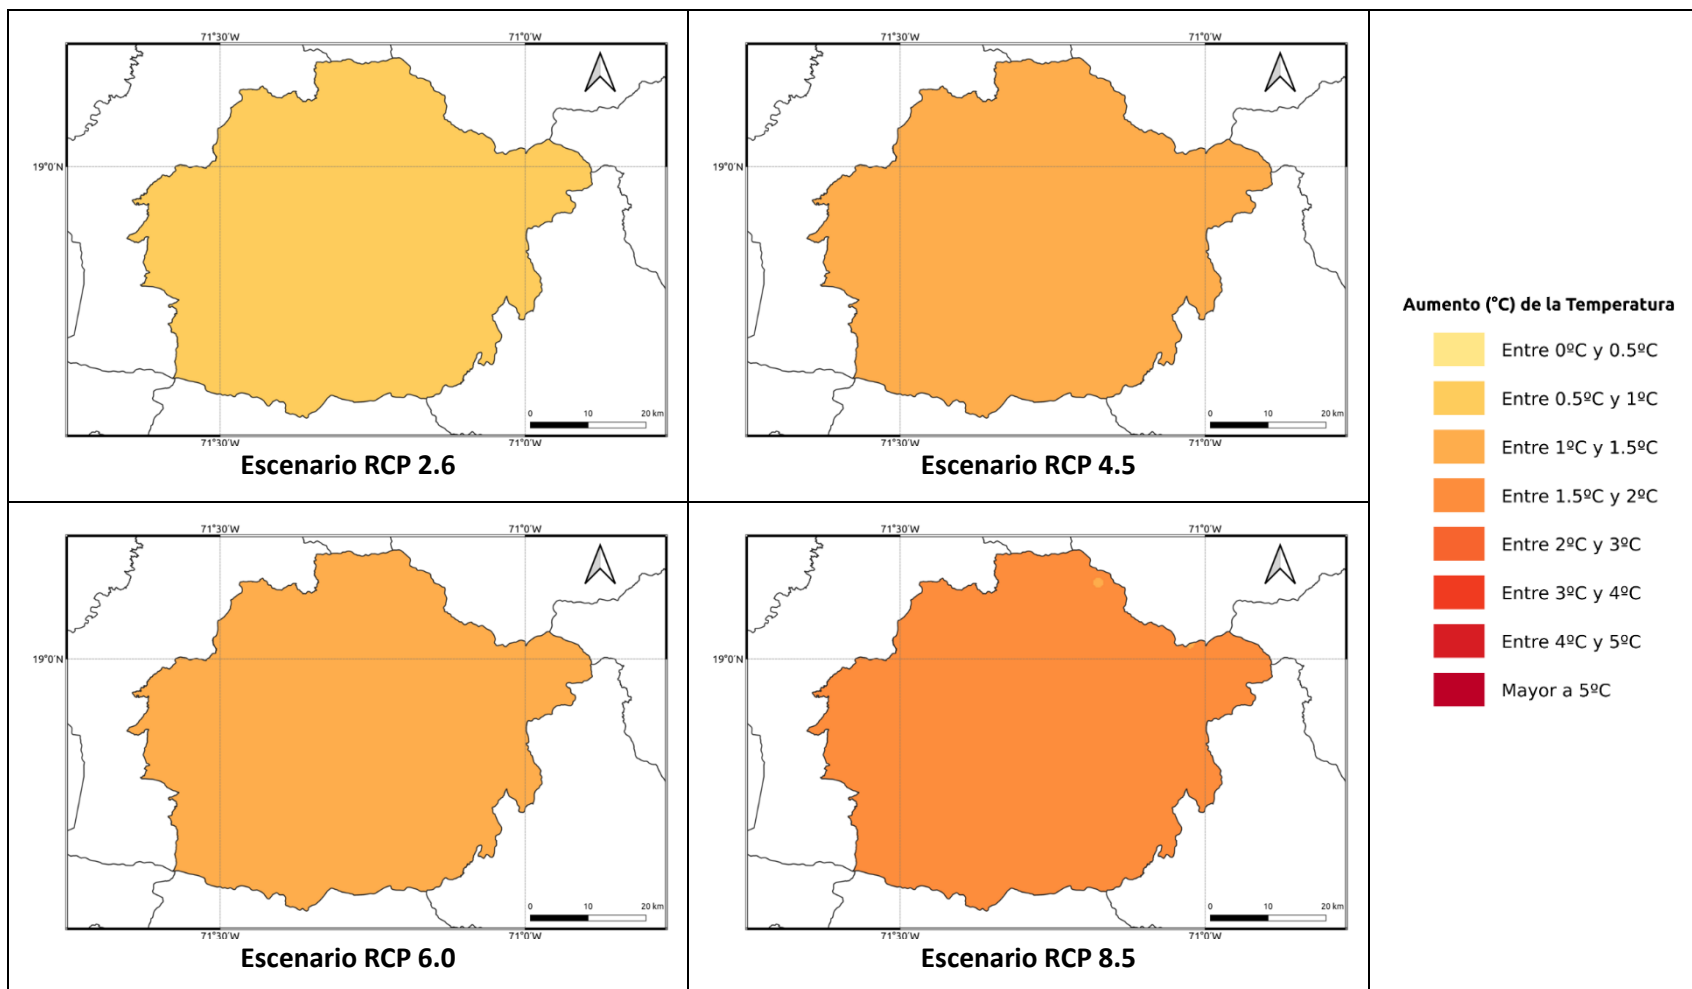 71°30'W
71°0'W
19°0'N
0
10
20 km
71°30'W
71°0'W
Escenario RCP 2.6
71°30'W
71°0'W
19°0'N
0
10
20 km
71°30'W
71°0'W
Escenario RCP 4.5
71°30'W
71°0'W
19°0'N
0
10
20 km
71°30'W
71°0'W
Escenario RCP 6.0
71°30'W
71°0'W
19°0'N
0
10
20 km
71°30'W
71°0'W
Escenario RCP 8.5
Aumento (°C) de la Temperatura
Entre 0ºC y 0.5ºC
Entre 0.5ºC y 1ºC
Entre 1ºC y 1.5ºC
Entre 1.5ºC y 2ºC
Entre 2ºC y 3ºC
Entre 3ºC y 4ºC
Entre 4ºC y 5ºC
Mayor a 5ºC